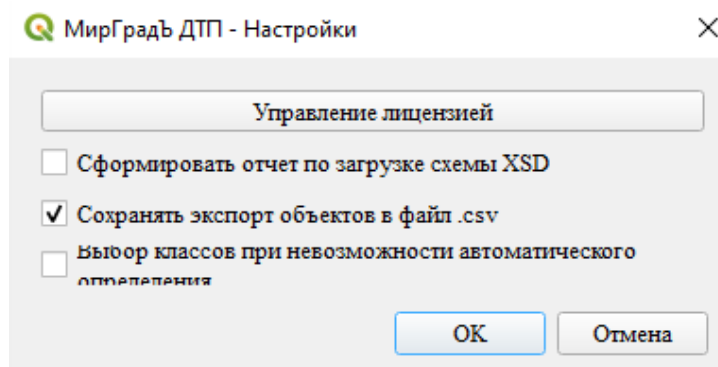 МирГрадЪ ДТП - Настройки
Управление лицензией
Сформировать отчет по загрузке схемы XSD
Сохранять экспорт объектов в файл .csv
Выбор классов при невозможности автоматического
определения
OK
Отмена